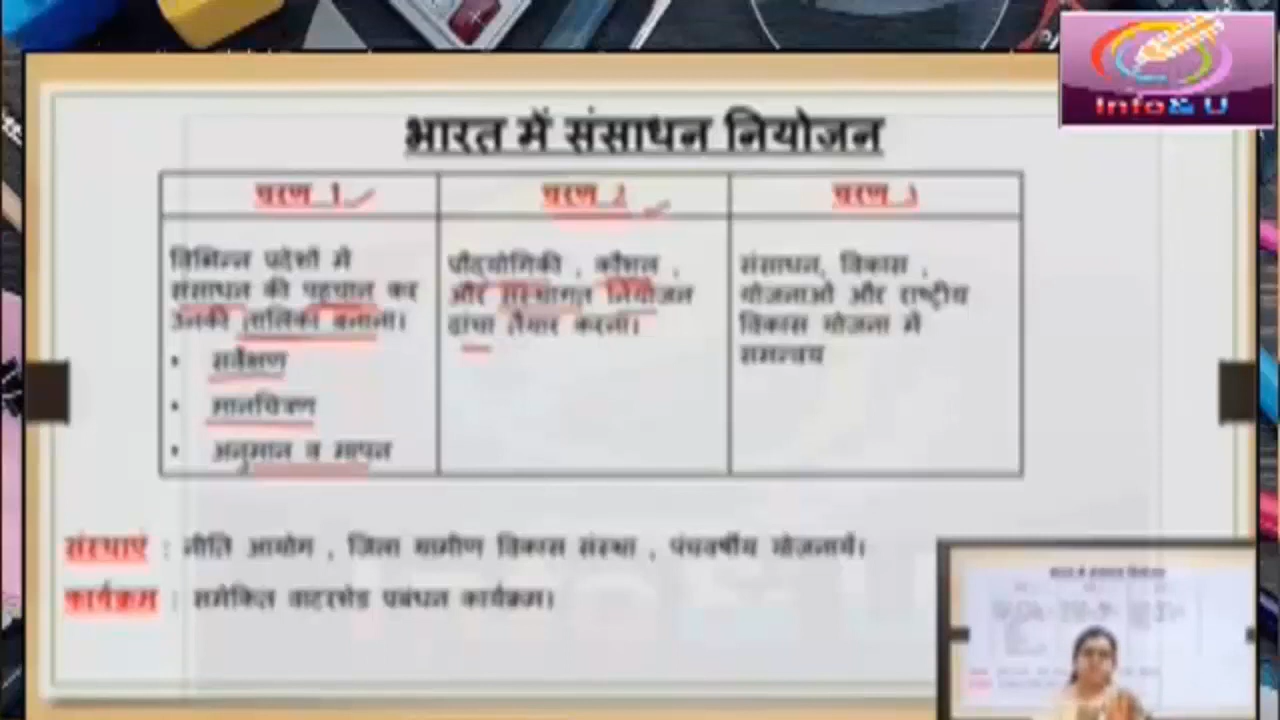 Info & U
भारत में संसाधन नियोजन
चरण 1
चरण 2
चरण 3
विभिन्न प्रदेशों में
संसाधन की पहचान कर
उनकी तालिका बनाना।
• सर्वेक्षण
• मानचित्रण
• अनुमान व मापन
प्रौद्योगिकी , कौशल ,
और संस्थागत नियोजन
ढांचा तैयार करना।
संसाधन, विकास ,
योजनाओं और राष्ट्रीय
विकास योजना में
समन्वय
संस्थाएं : नीति आयोग , जिला ग्रामीण विकास संस्था , पंचवर्षीय योजनायें।
कार्यक्रम : समेकित वाटरशेड प्रबंधन कार्यक्रम।